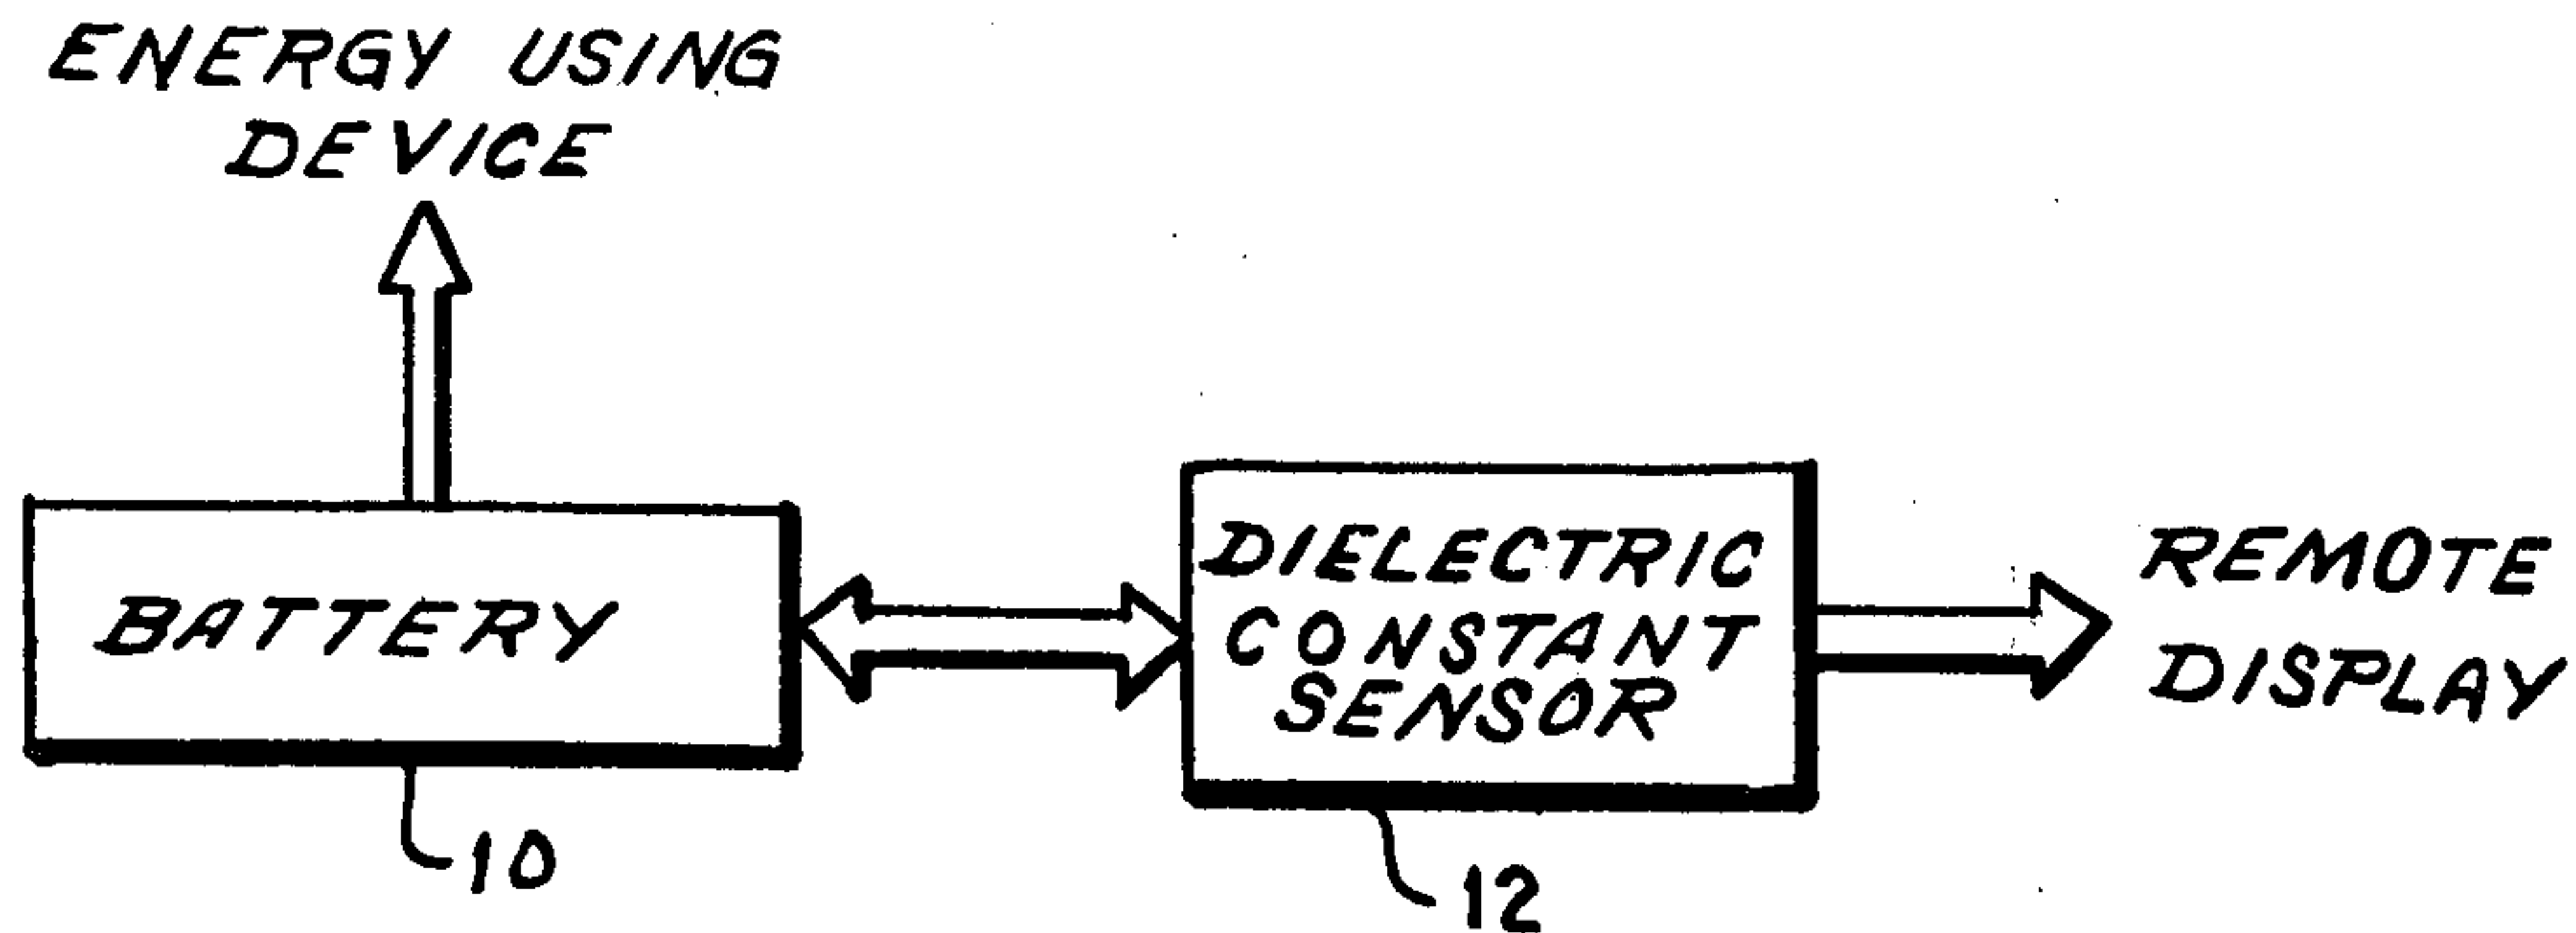 ENERGY USING
DEVICE
BATTERY
10
DIELECTRIC
CONSTANT
SENSOR
12
REMOTE
DISPLAY